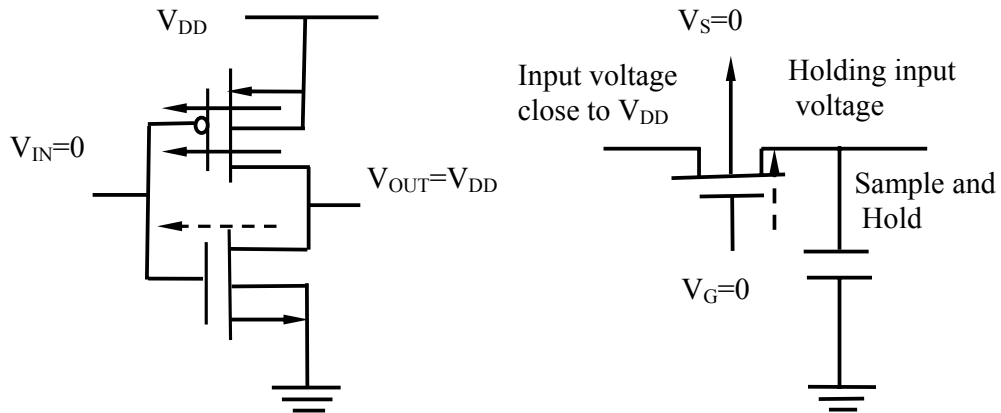 V_DD
V_IN=0
V_OUT=V_DD
V_S=0
Input voltage
close to V_DD
Holding input
voltage
Sample and
Hold
V_G=0